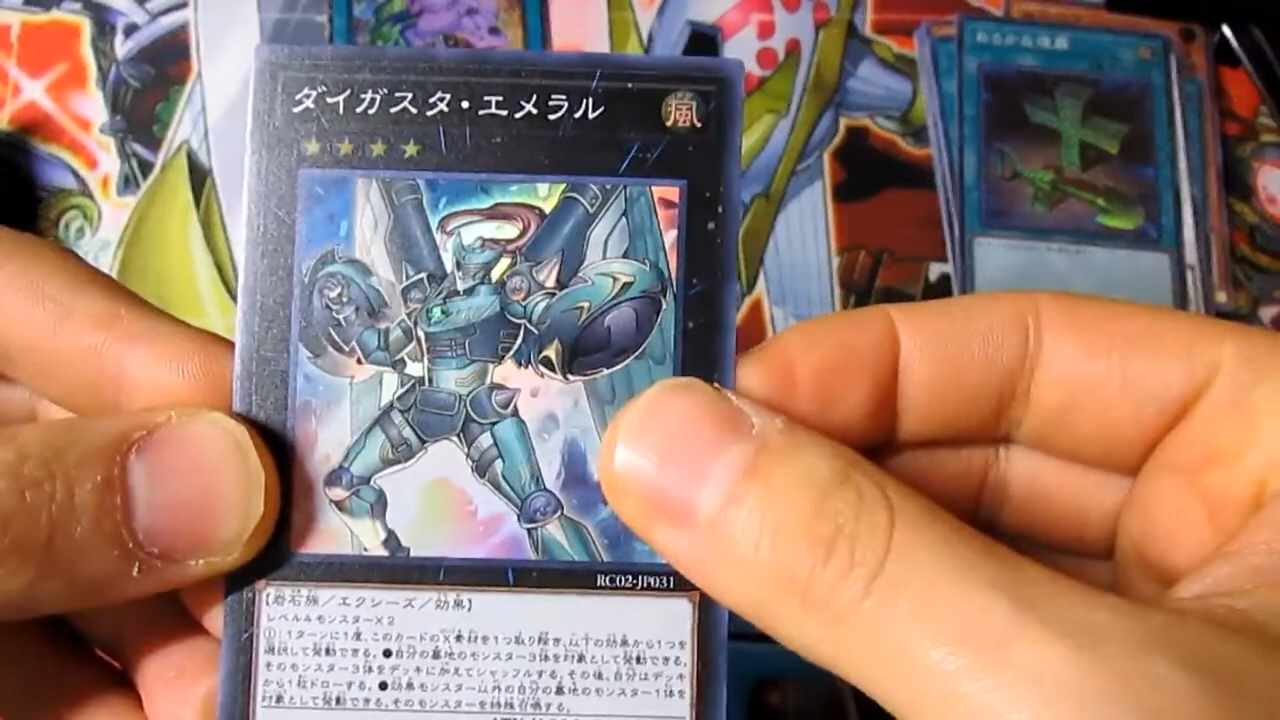 ダイガスタ・エメラル
風
RC02-JP031
【岩石族／エクシーズ／効果】
レベル４モンスター×２
①：１ターンに１度、このカードのX素材を１つ取り除き、以下の効果から１つを
選択して発動できる。●自分の墓地のモンスター３体を対象として発動できる。
そのモンスター３体をデッキに加えてシャッフルする。その後、自分はデッキ
から１枚ドローする。●効果モンスター以外の自分の墓地のモンスター１体を
対象として発動できる。そのモンスターを特殊召喚する。
おろかな埋葬